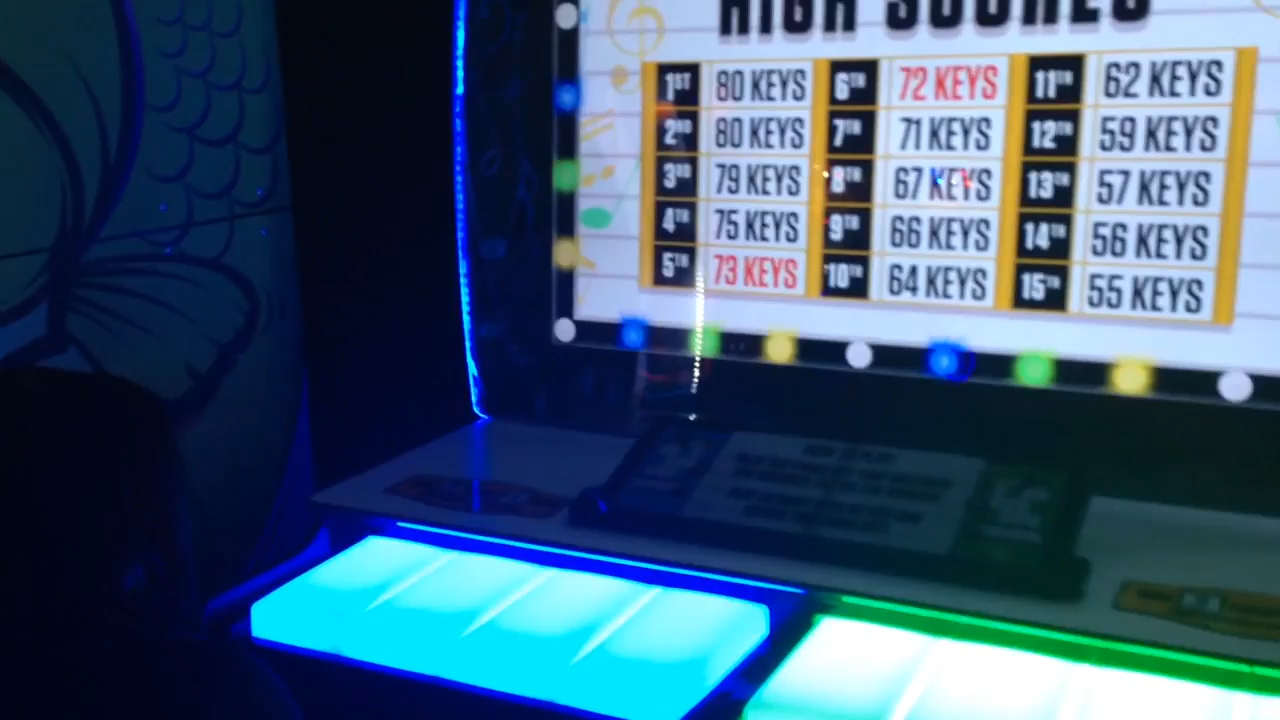 HIGH SCORES
1ST 80 KEYS 6TH 72 KEYS 11TH 62 KEYS
2ND 80 KEYS 7TH 71 KEYS 12TH 59 KEYS
3RD 79 KEYS 8TH 67 KEYS 13TH 57 KEYS
4TH 75 KEYS 9TH 66 KEYS 14TH 56 KEYS
5TH 73 KEYS 10TH 64 KEYS 15TH 55 KEYS